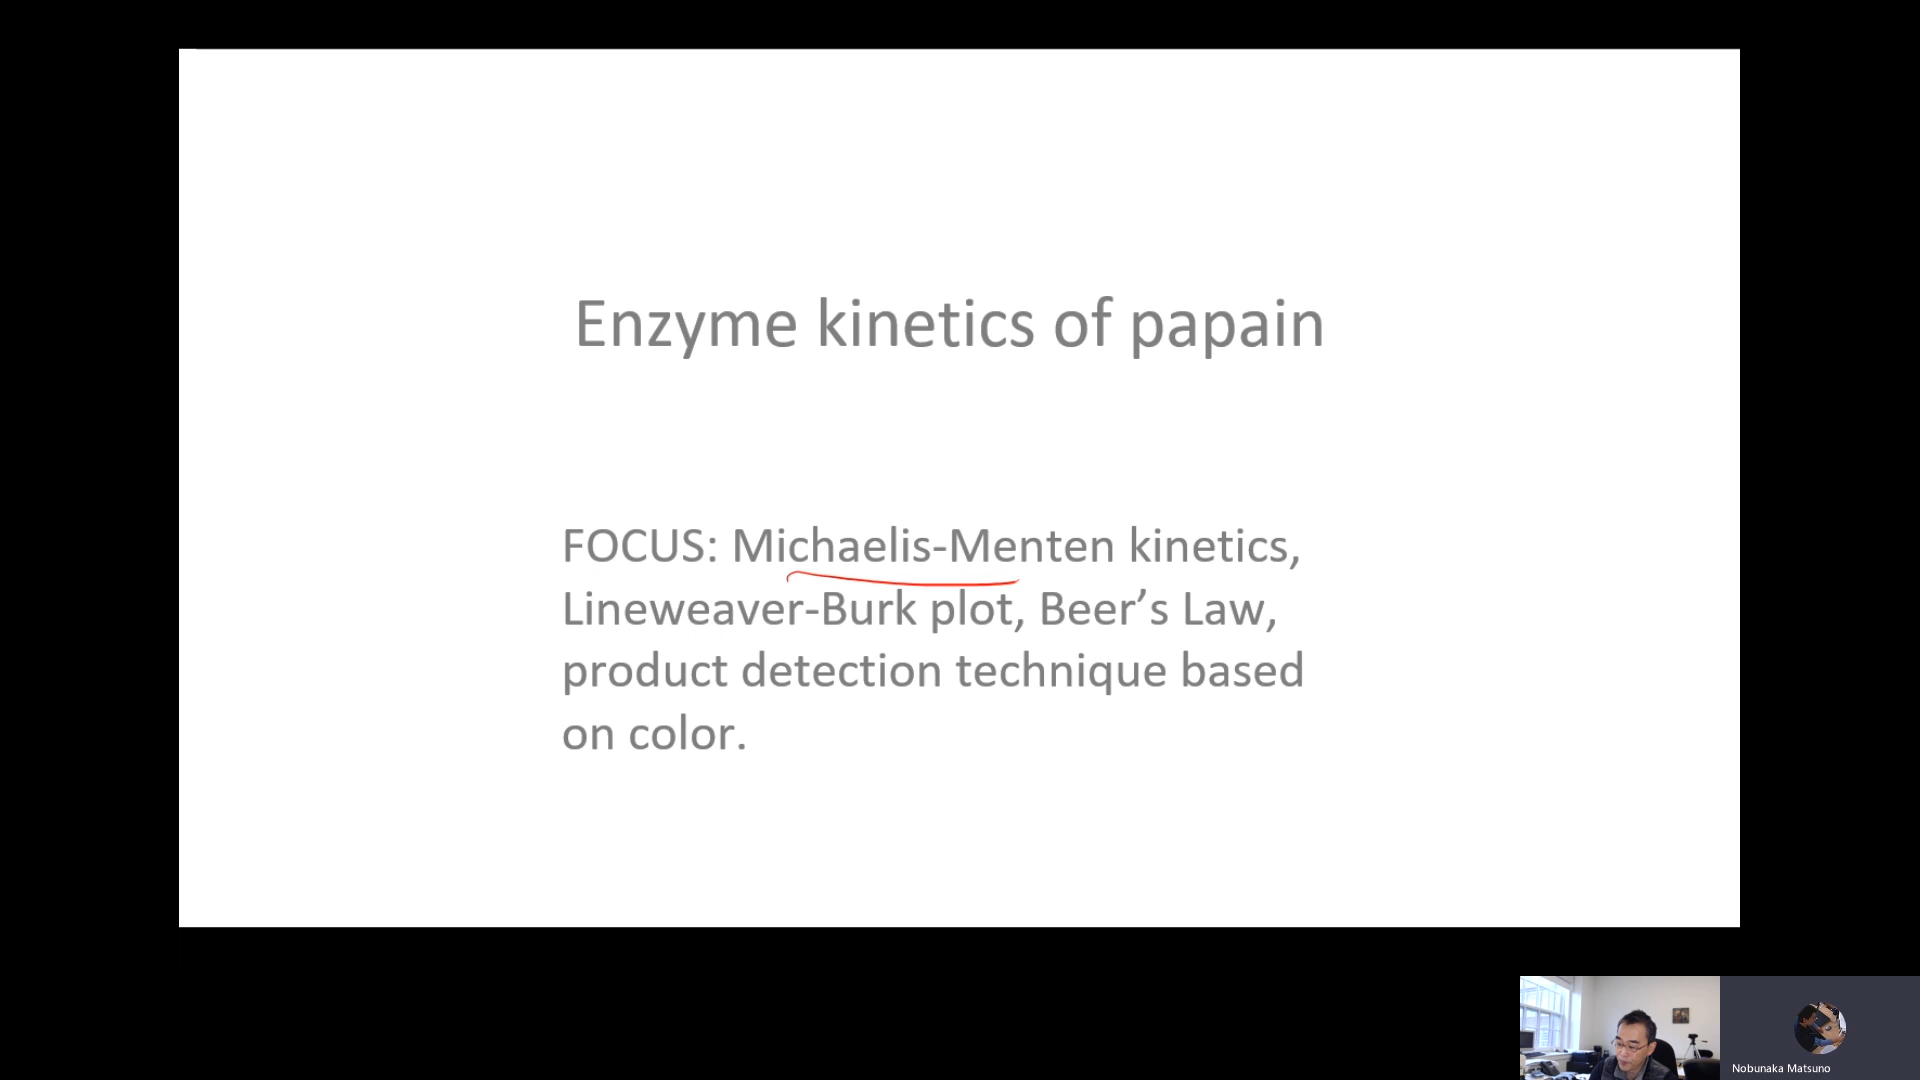 Enzyme kinetics of papain
FOCUS: Michaelis-Menten kinetics,
Lineweaver-Burk plot, Beer’s Law,
product detection technique based
on color.
Nobunaka Matsuno